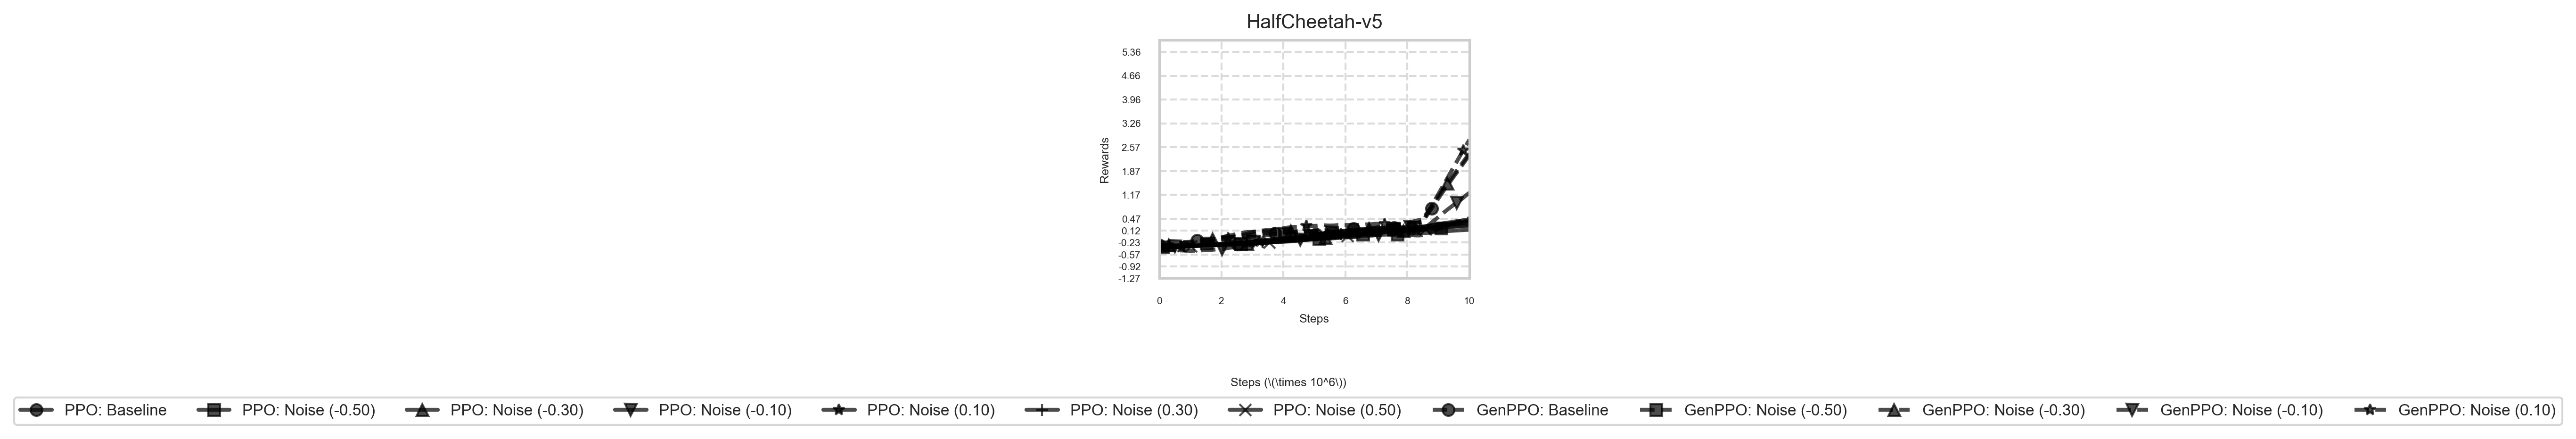 HalfCheetah-v5
5.36
4.66
3.96
3.26
2.57
1.87
1.17
0.47
0.12
-0.23
-0.57
-0.92
-1.27
Rewards
0 2 4 6 8 10
Steps
Steps (\(\times 10^6\))
PPO: Baseline PPO: Noise (-0.50) PPO: Noise (-0.30) PPO: Noise (-0.10) PPO: Noise (0.10) PPO: Noise (0.30) PPO: Noise (0.50) GenPPO: Baseline GenPPO: Noise (-0.50) GenPPO: Noise (-0.30) GenPPO: Noise (-0.10) GenPPO: Noise (0.10)